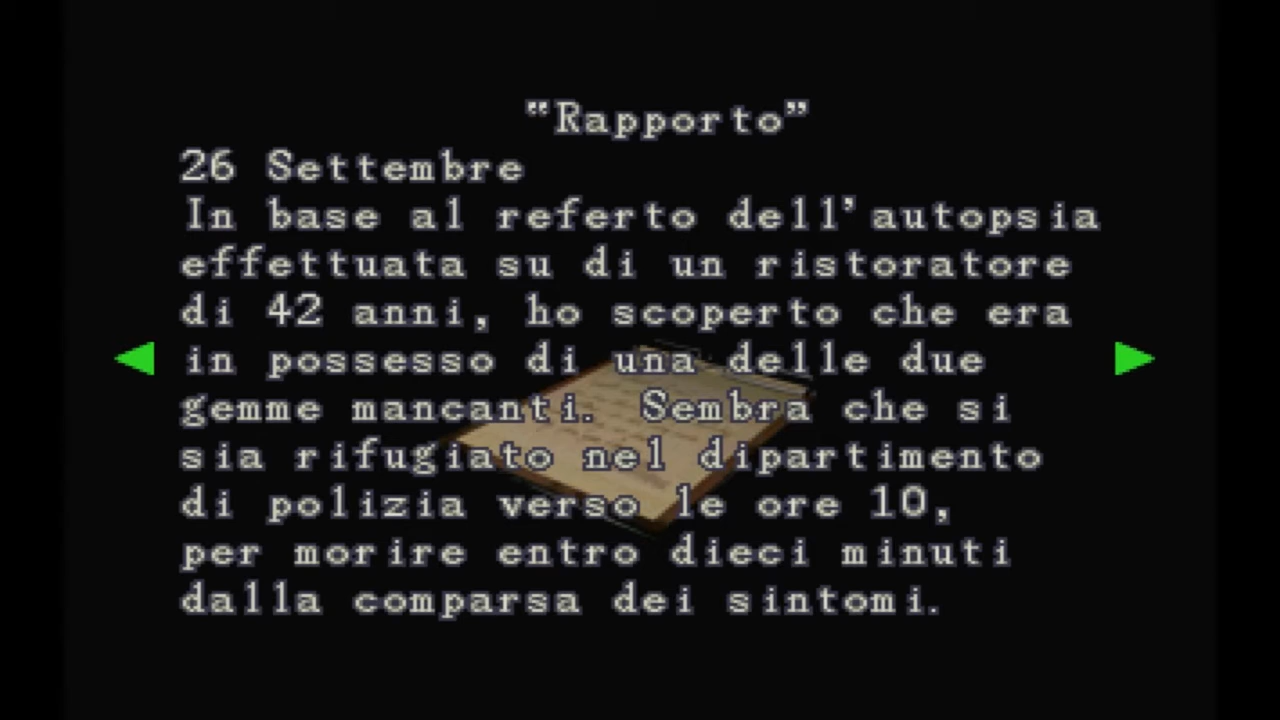 "Rapporto"
26 Settembre
In base al referto dell'autopsia
effettuata su di un ristoratore
di 42 anni, ho scoperto che era
in possesso di una delle due
gemme mancanti. Sembra che si
sia rifugiato nel dipartimento
di polizia verso le ore 10,
per morire entro dieci minuti
dalla comparsa dei sintomi.